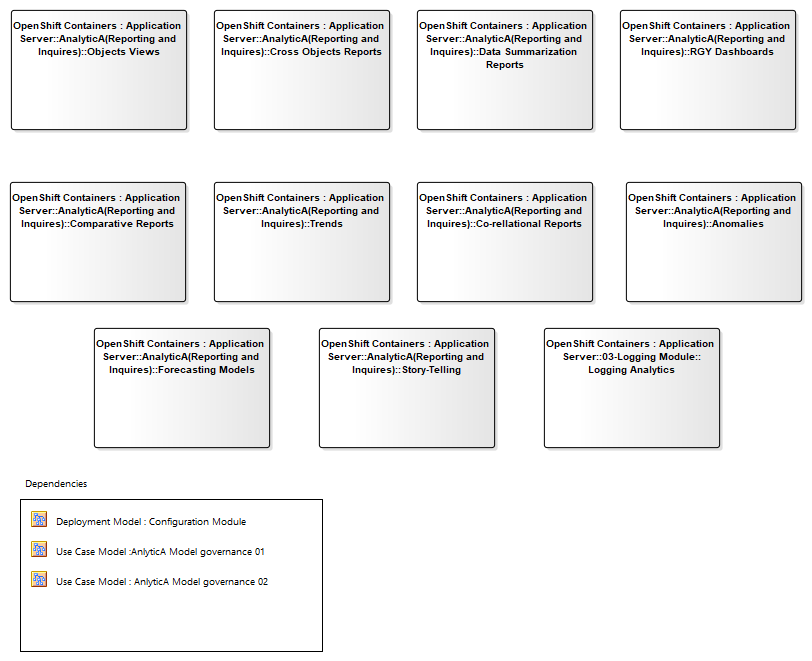 OpenShift Containers : Application
Server::AnalyticA(Reporting and
Inquires)::Objects Views
OpenShift Containers : Application
Server::AnalyticA(Reporting and
Inquires)::Cross Objects Reports
OpenShift Containers : Application
Server::AnalyticA(Reporting and
Inquires)::Data Summarization
Reports
OpenShift Containers : Application
Server::AnalyticA(Reporting and
Inquires)::RGY Dashboards
OpenShift Containers : Application
Server::AnalyticA(Reporting and
Inquires)::Comparative Reports
OpenShift Containers : Application
Server::AnalyticA(Reporting and
Inquires)::Trends
OpenShift Containers : Application
Server::AnalyticA(Reporting and
Inquires)::Co-rellational Reports
OpenShift Containers : Application
Server::AnalyticA(Reporting and
Inquires)::Anomalies
OpenShift Containers : Application
Server::AnalyticA(Reporting and
Inquires)::Forecasting Models
OpenShift Containers : Application
Server::AnalyticA(Reporting and
Inquires)::Story-Telling
OpenShift Containers : Application
Server::03-Logging Module::
Logging Analytics
Dependencies
Deployment Model : Configuration Module
Use Case Model :AnlyticA Model governance 01
Use Case Model : AnlyticA Model governance 02